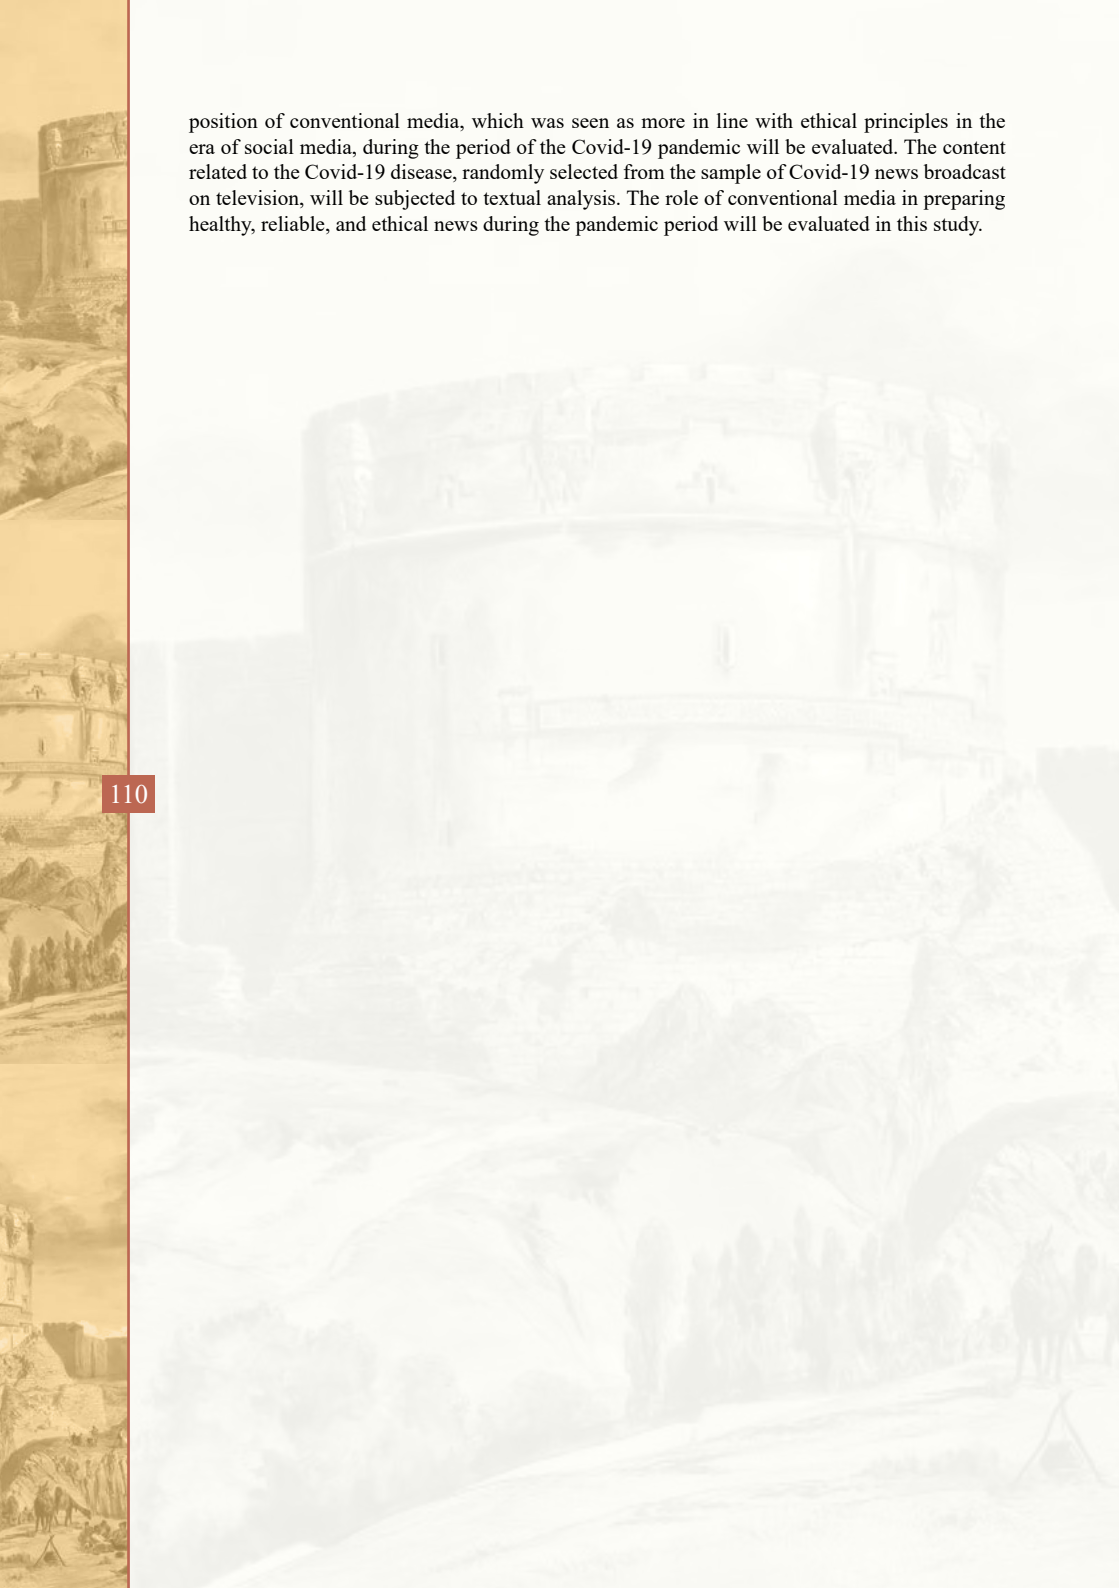 position of conventional media, which was seen as more in line with ethical principles in the
era of social media, during the period of the Covid-19 pandemic will be evaluated. The content
related to the Covid-19 disease, randomly selected from the sample of Covid-19 news broadcast
on television, will be subjected to textual analysis. The role of conventional media in preparing
healthy, reliable, and ethical news during the pandemic period will be evaluated in this study.
110